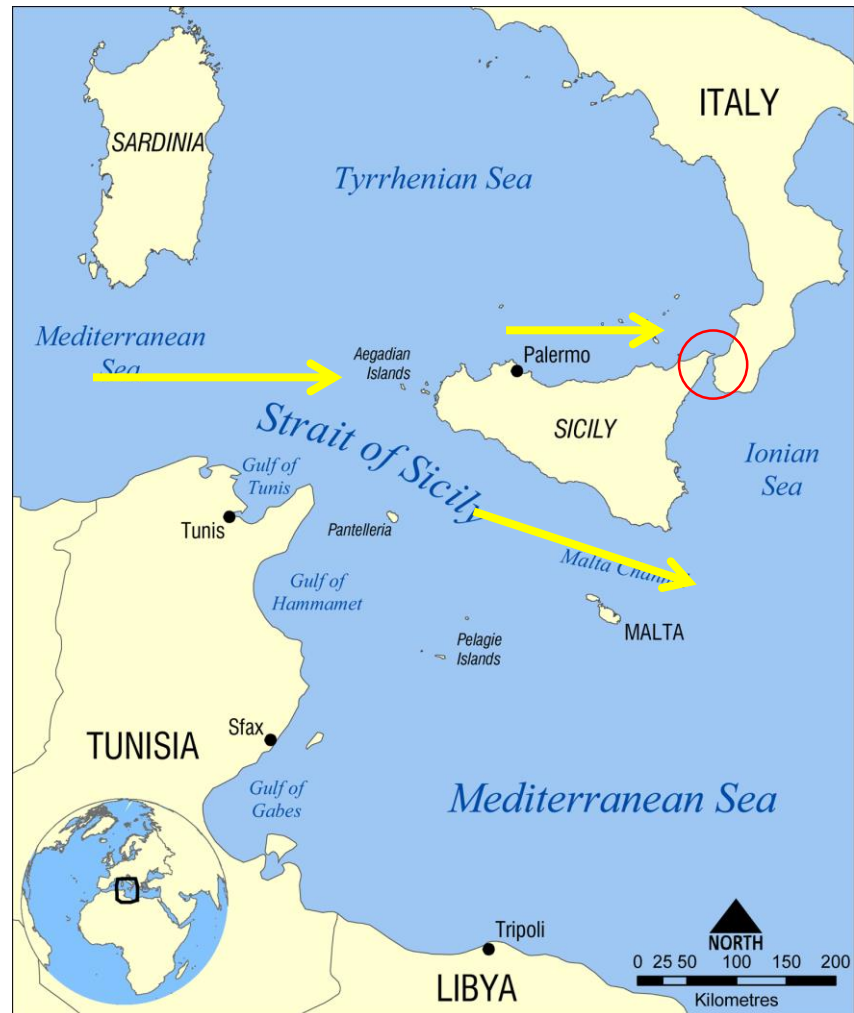 ITALY
SARDINIA
Tyrrhenian Sea
Mediterranean
Sea
Aegadian
Islands
Palermo
SICILY
Ionian
Sea
Strait of Sicily
Gulf of
Tunis
Tunis
Pantelleria
Malta
Gulf of
Hammamet
MALTA
Pelagie
Islands
Sfax
TUNISIA
Gulf of
Gabes
Mediterranean Sea
Tripoli
NORTH
0 25 50 100 150 200
Kilometres
LIBYA